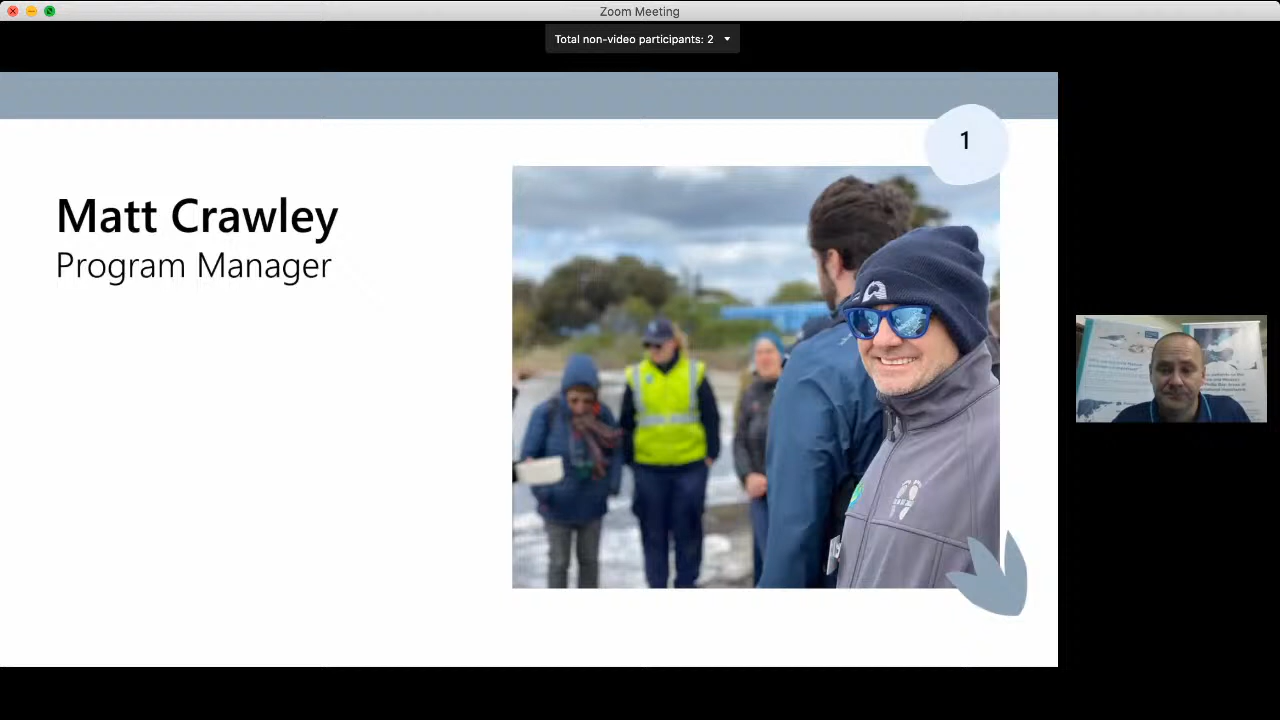 Zoom Meeting
Total non-video participants: 2
1
Matt Crawley
Program Manager